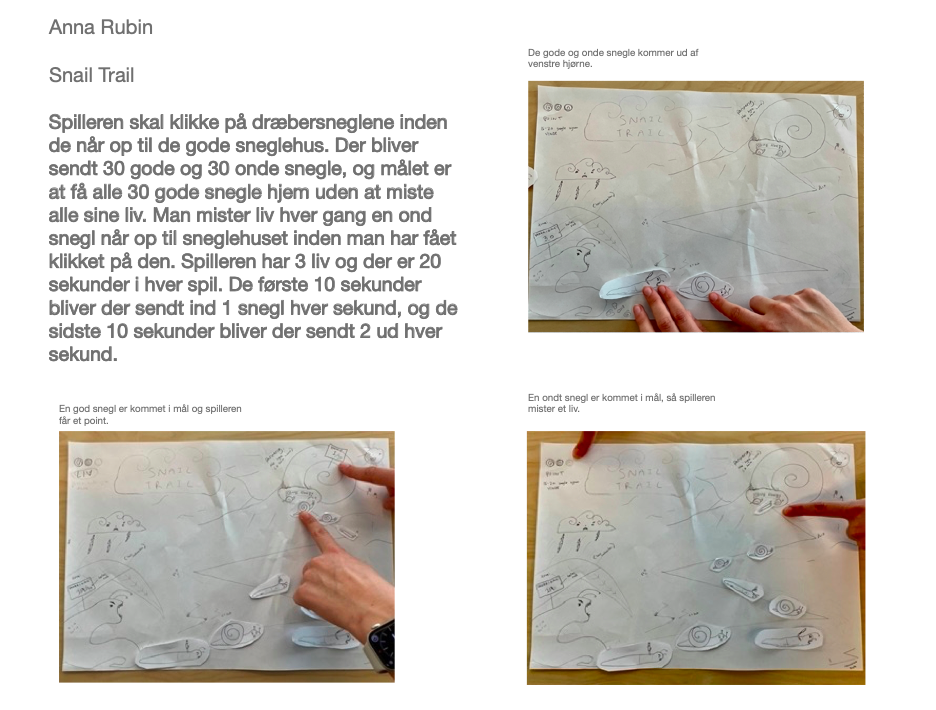 Anna Rubin
Snail Trail
Spilleren skal klikke på dræbersneglene inden
de når op til de gode sneglehus. Der bliver
sendt 30 gode og 30 onde snegle, og målet er
at få alle 30 gode snegle hjem uden at miste
alle sine liv. Man mister liv hver gang en ond
snegl når op til sneglehuset inden man har fået
klikket på den. Spilleren har 3 liv og der er 20
sekunder i hver spil. De første 10 sekunder
bliver der sendt ind 1 snegl hver sekund, og de
sidste 10 sekunder bliver der sendt 2 ud hver
sekund.
De gode og onde snegle kommer ud af
venstre hjørne.
SNAIL
TRAIL
En god snegl er kommet i mål og spilleren
får et point.
SNAIL
TRAIL
En ondt snegl er kommet i mål, så spilleren
mister et liv.
SNAIL
TRAIL